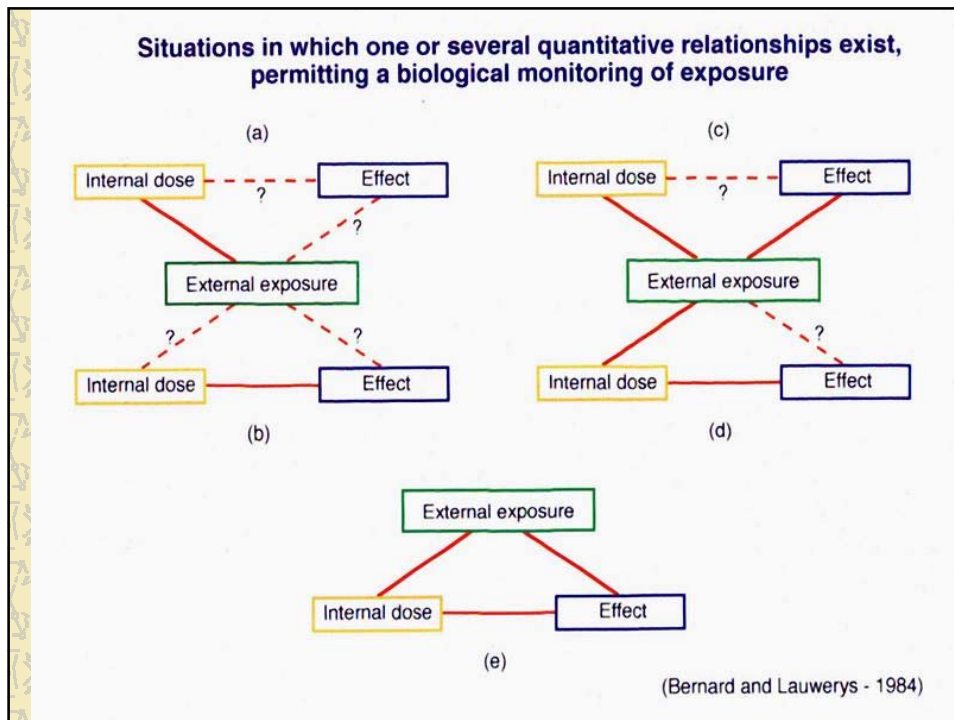 Situations in which one or several quantitative relationships exist,
permitting a biological monitoring of exposure
(a)
Internal dose
?
Effect
?
External exposure
?
?
Internal dose
Effect
(b)
(c)
Internal dose
?
Effect
External exposure
?
Internal dose
Effect
(d)
External exposure
Internal dose
Effect
(e)
(Bernard and Lauwerys - 1984)